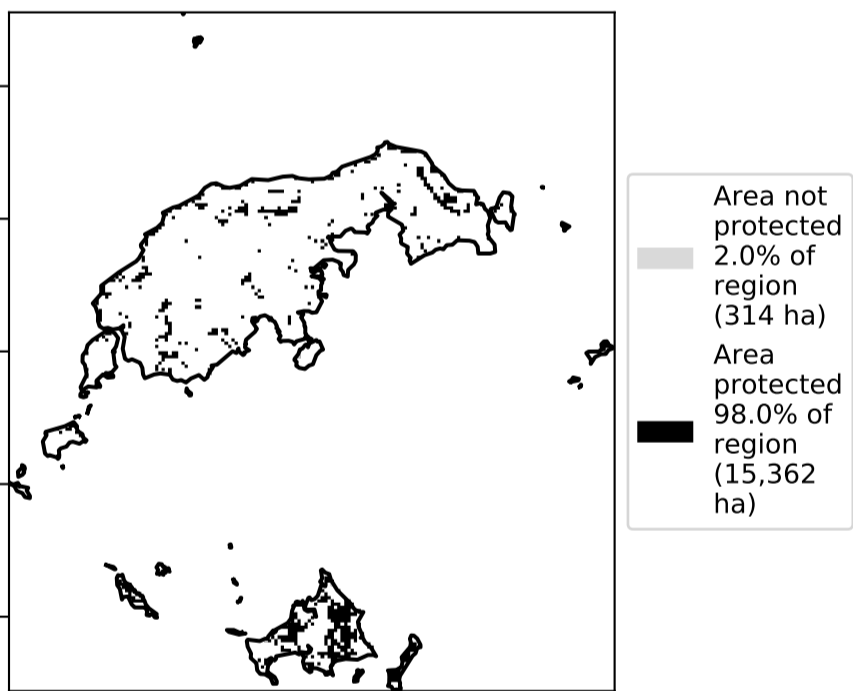 Area not
protected
2.0% of
region
(314 ha)
Area
protected
98.0% of
region
(15,362
ha)